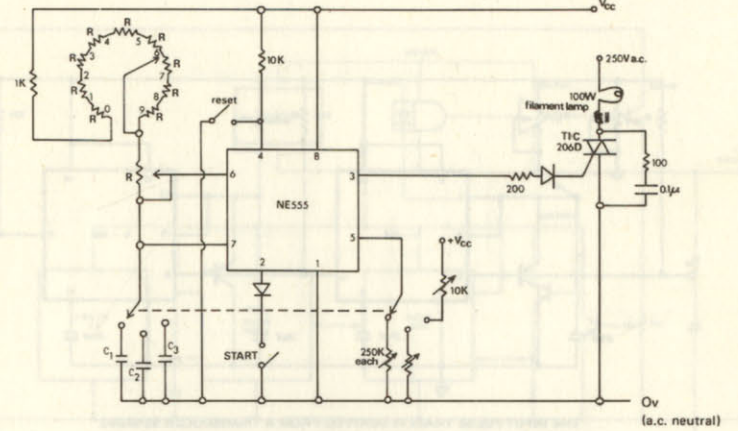 Vcc
R
R
R
4
5
R
3
6
R
2
7
R
R
1
8
R
R
0
9
1K
10K
250V a.c.
100W
filament lamp
reset
TIC
206D
4
8
R
6
3
NE555
200
100
0.1μ
7
5
2
1
+Vcc
10K
C1
C2
C3
START
250K
each
Ov
(a.c. neutral)